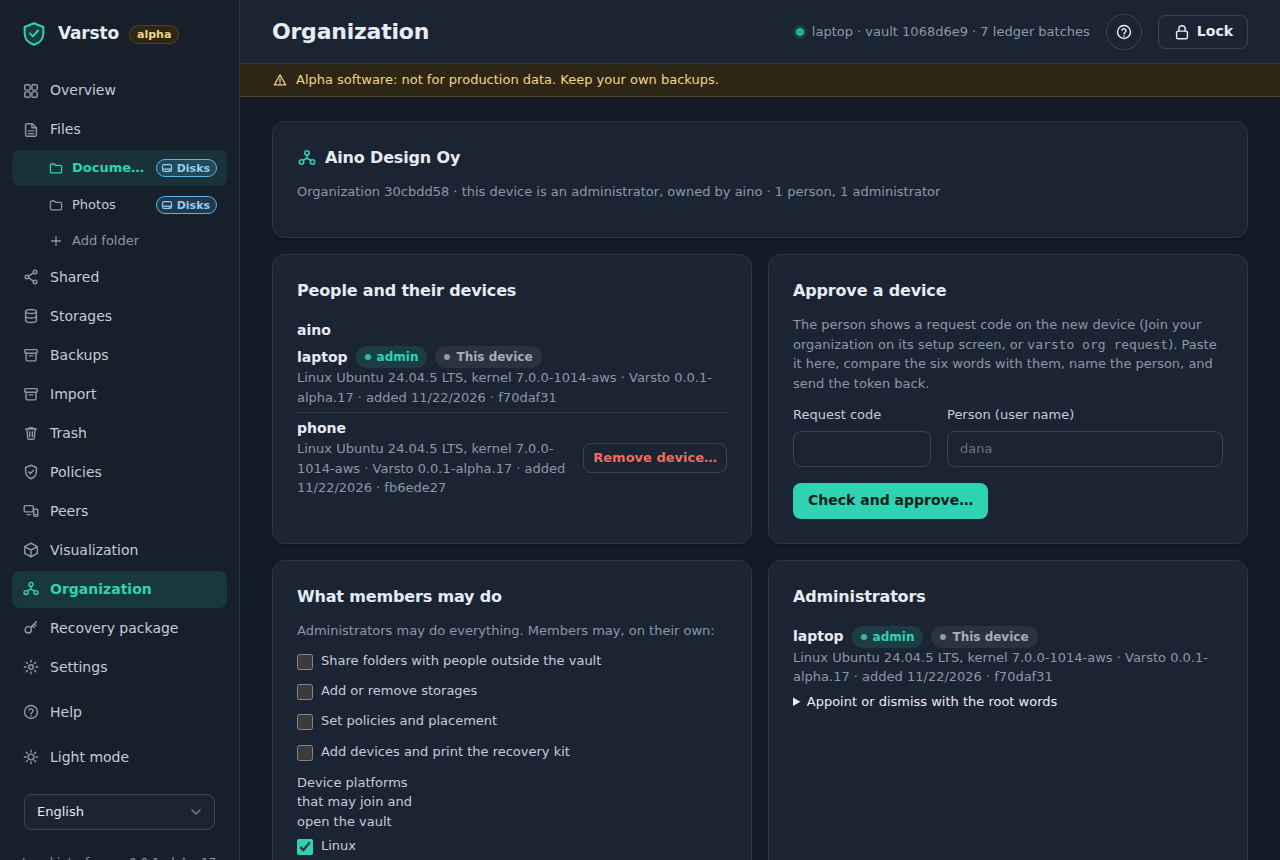 Varsto alpha
Overview
Files
Docume… Disks
Photos Disks
Add folder
Shared
Storages
Backups
Import
Trash
Policies
Peers
Visualization
Organization
Recovery package
Settings
Help
Light mode
English
Organization
laptop · vault 1068d6e9 · 7 ledger batches
Lock
Alpha software: not for production data. Keep your own backups.
Aino Design Oy
Organization 30cbdd58 · this device is an administrator, owned by aino · 1 person, 1 administrator
People and their devices
aino
laptop admin This device
Linux Ubuntu 24.04.5 LTS, kernel 7.0.0-1014-aws · Varsto 0.0.1-
alpha.17 · added 11/22/2026 · f70daf31
phone
Linux Ubuntu 24.04.5 LTS, kernel 7.0.0-
1014-aws · Varsto 0.0.1-alpha.17 · added
11/22/2026 · fb6ede27
Remove device…
Approve a device
The person shows a request code on the new device (Join your
organization on its setup screen, or varsto org request). Paste
it here, compare the six words with them, name the person, and
send the token back.
Request code
Person (user name)
dana
Check and approve…
What members may do
Administrators may do everything. Members may, on their own:
Share folders with people outside the vault
Add or remove storages
Set policies and placement
Add devices and print the recovery kit
Device platforms
that may join and
open the vault
Linux
Administrators
laptop admin This device
Linux Ubuntu 24.04.5 LTS, kernel 7.0.0-1014-aws · Varsto 0.0.1-
alpha.17 · added 11/22/2026 · f70daf31
Appoint or dismiss with the root words